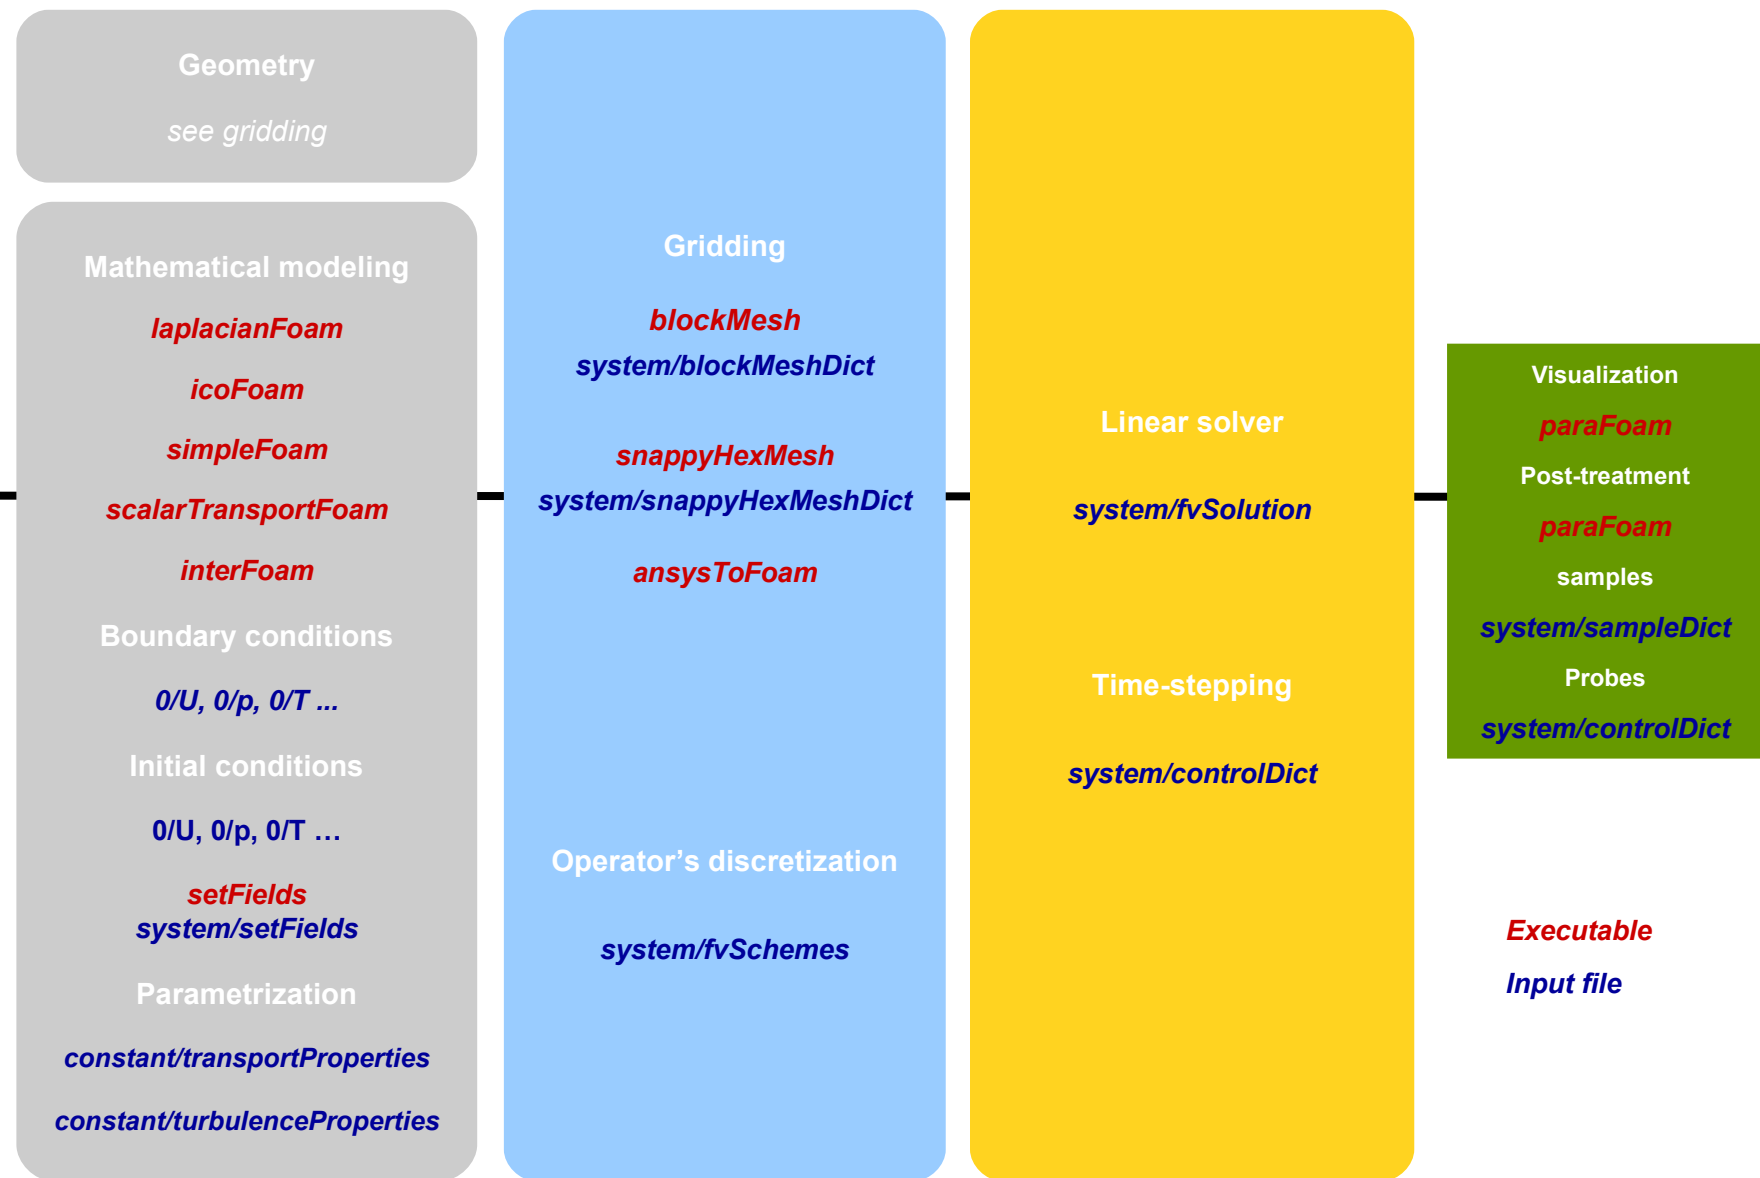 Geometry
see gridding
Mathematical modeling
laplacianFoam
icoFoam
simpleFoam
scalarTransportFoam
interFoam
Boundary conditions
0/U, 0/p, 0/T ...
Initial conditions
0/U, 0/p, 0/T …
setFields
system/setFields
Parametrization
constant/transportProperties
constant/turbulenceProperties
Gridding
blockMesh
system/blockMeshDict
snappyHexMesh
system/snappyHexMeshDict
ansysToFoam
Operator’s discretization
system/fvSchemes
Linear solver
system/fvSolution
Time-stepping
system/controlDict
Visualization
paraFoam
Post-treatment
paraFoam
samples
system/sampleDict
Probes
system/controlDict
Executable
Input file